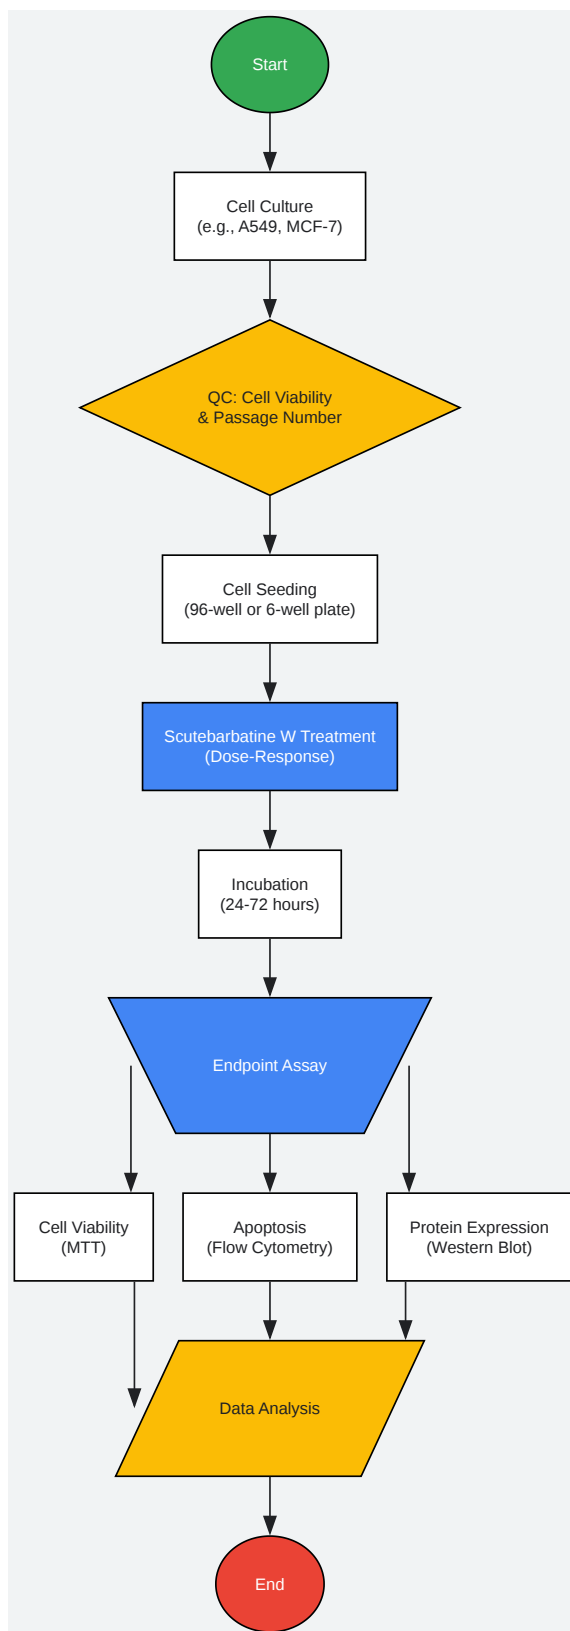 Start
Cell Culture
(e.g., A549, MCF-7)
QC: Cell Viability
& Passage Number
Cell Seeding
(96-well or 6-well plate)
Scutebarbatine W Treatment
(Dose-Response)
Incubation
(24-72 hours)
Endpoint Assay
Cell Viability
(MTT)
Apoptosis
(Flow Cytometry)
Protein Expression
(Western Blot)
Data Analysis
End